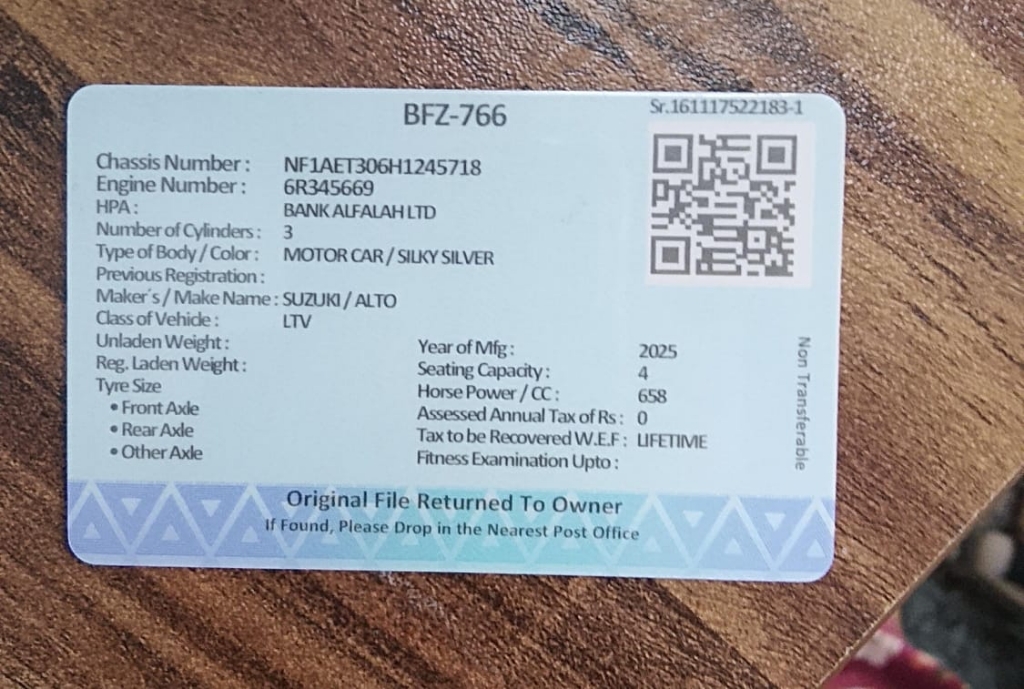 BFZ-766
Sr.161117522183-1
Chassis Number : NF1AET306H1245718
Engine Number : 6R345669
HPA : BANK ALFALAH LTD
Number of Cylinders : 3
Type of Body / Color : MOTOR CAR / SILKY SILVER
Previous Registration :
Maker's / Make Name : SUZUKI / ALTO
Class of Vehicle : LTV
Unladen Weight :
Reg. Laden Weight :
Tyre Size
• Front Axle
• Rear Axle
• Other Axle
Year of Mfg : 2025
Seating Capacity : 4
Horse Power / CC : 658
Assessed Annual Tax of Rs : 0
Tax to be Recovered W.E.F : LIFETIME
Fitness Examination Upto :
Non Transferable
Original File Returned To Owner
If Found, Please Drop in the Nearest Post Office